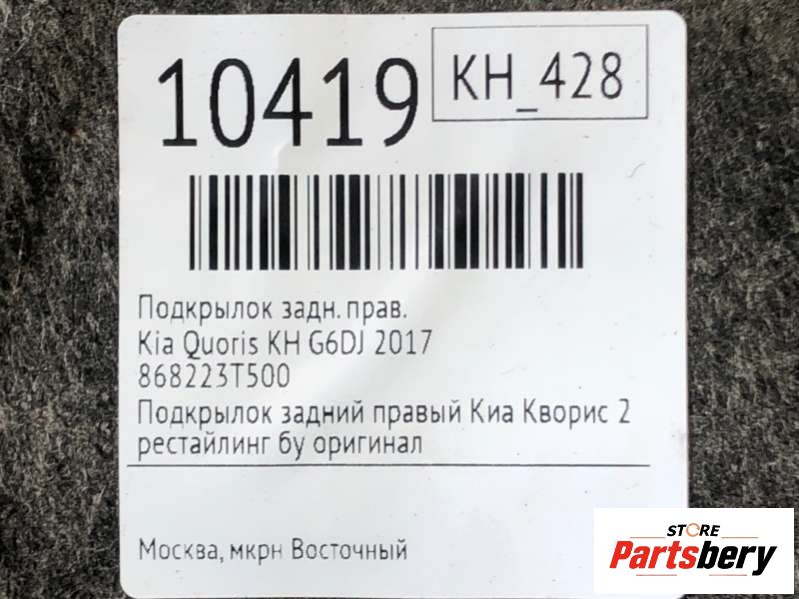 10419
KH_428
Подкрылок задн. прав.
Kia Quoris KH G6DJ 2017
868223T500
Подкрылок задний правый Киа Кворис 2
рестайлинг бу оригинал
Москва, мкрн Восточный
STORE
Partsbery